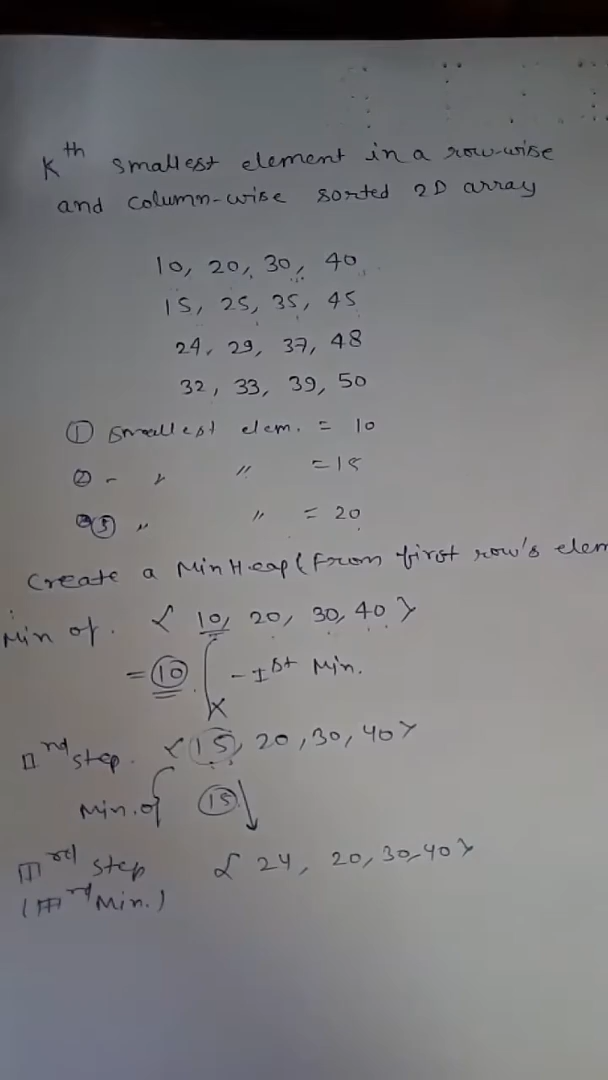 Kth smallest element in a row-wise
and column-wise sorted 2D array
10, 20, 30, 40
15, 25, 35, 45
24, 29, 37, 48
32, 33, 39, 50
① Smallest elem. = 10
② - " " = 15
③ " " = 20
Create a Min Heap (From first row's elem
Min of. < 10, 20, 30, 40 >
= 10 - Ist Min.
IInd step. < 15, 20, 30, 40 >
Min. of 15
IIIrd step < 24, 20, 30, 40 >
(IIIrd Min.)